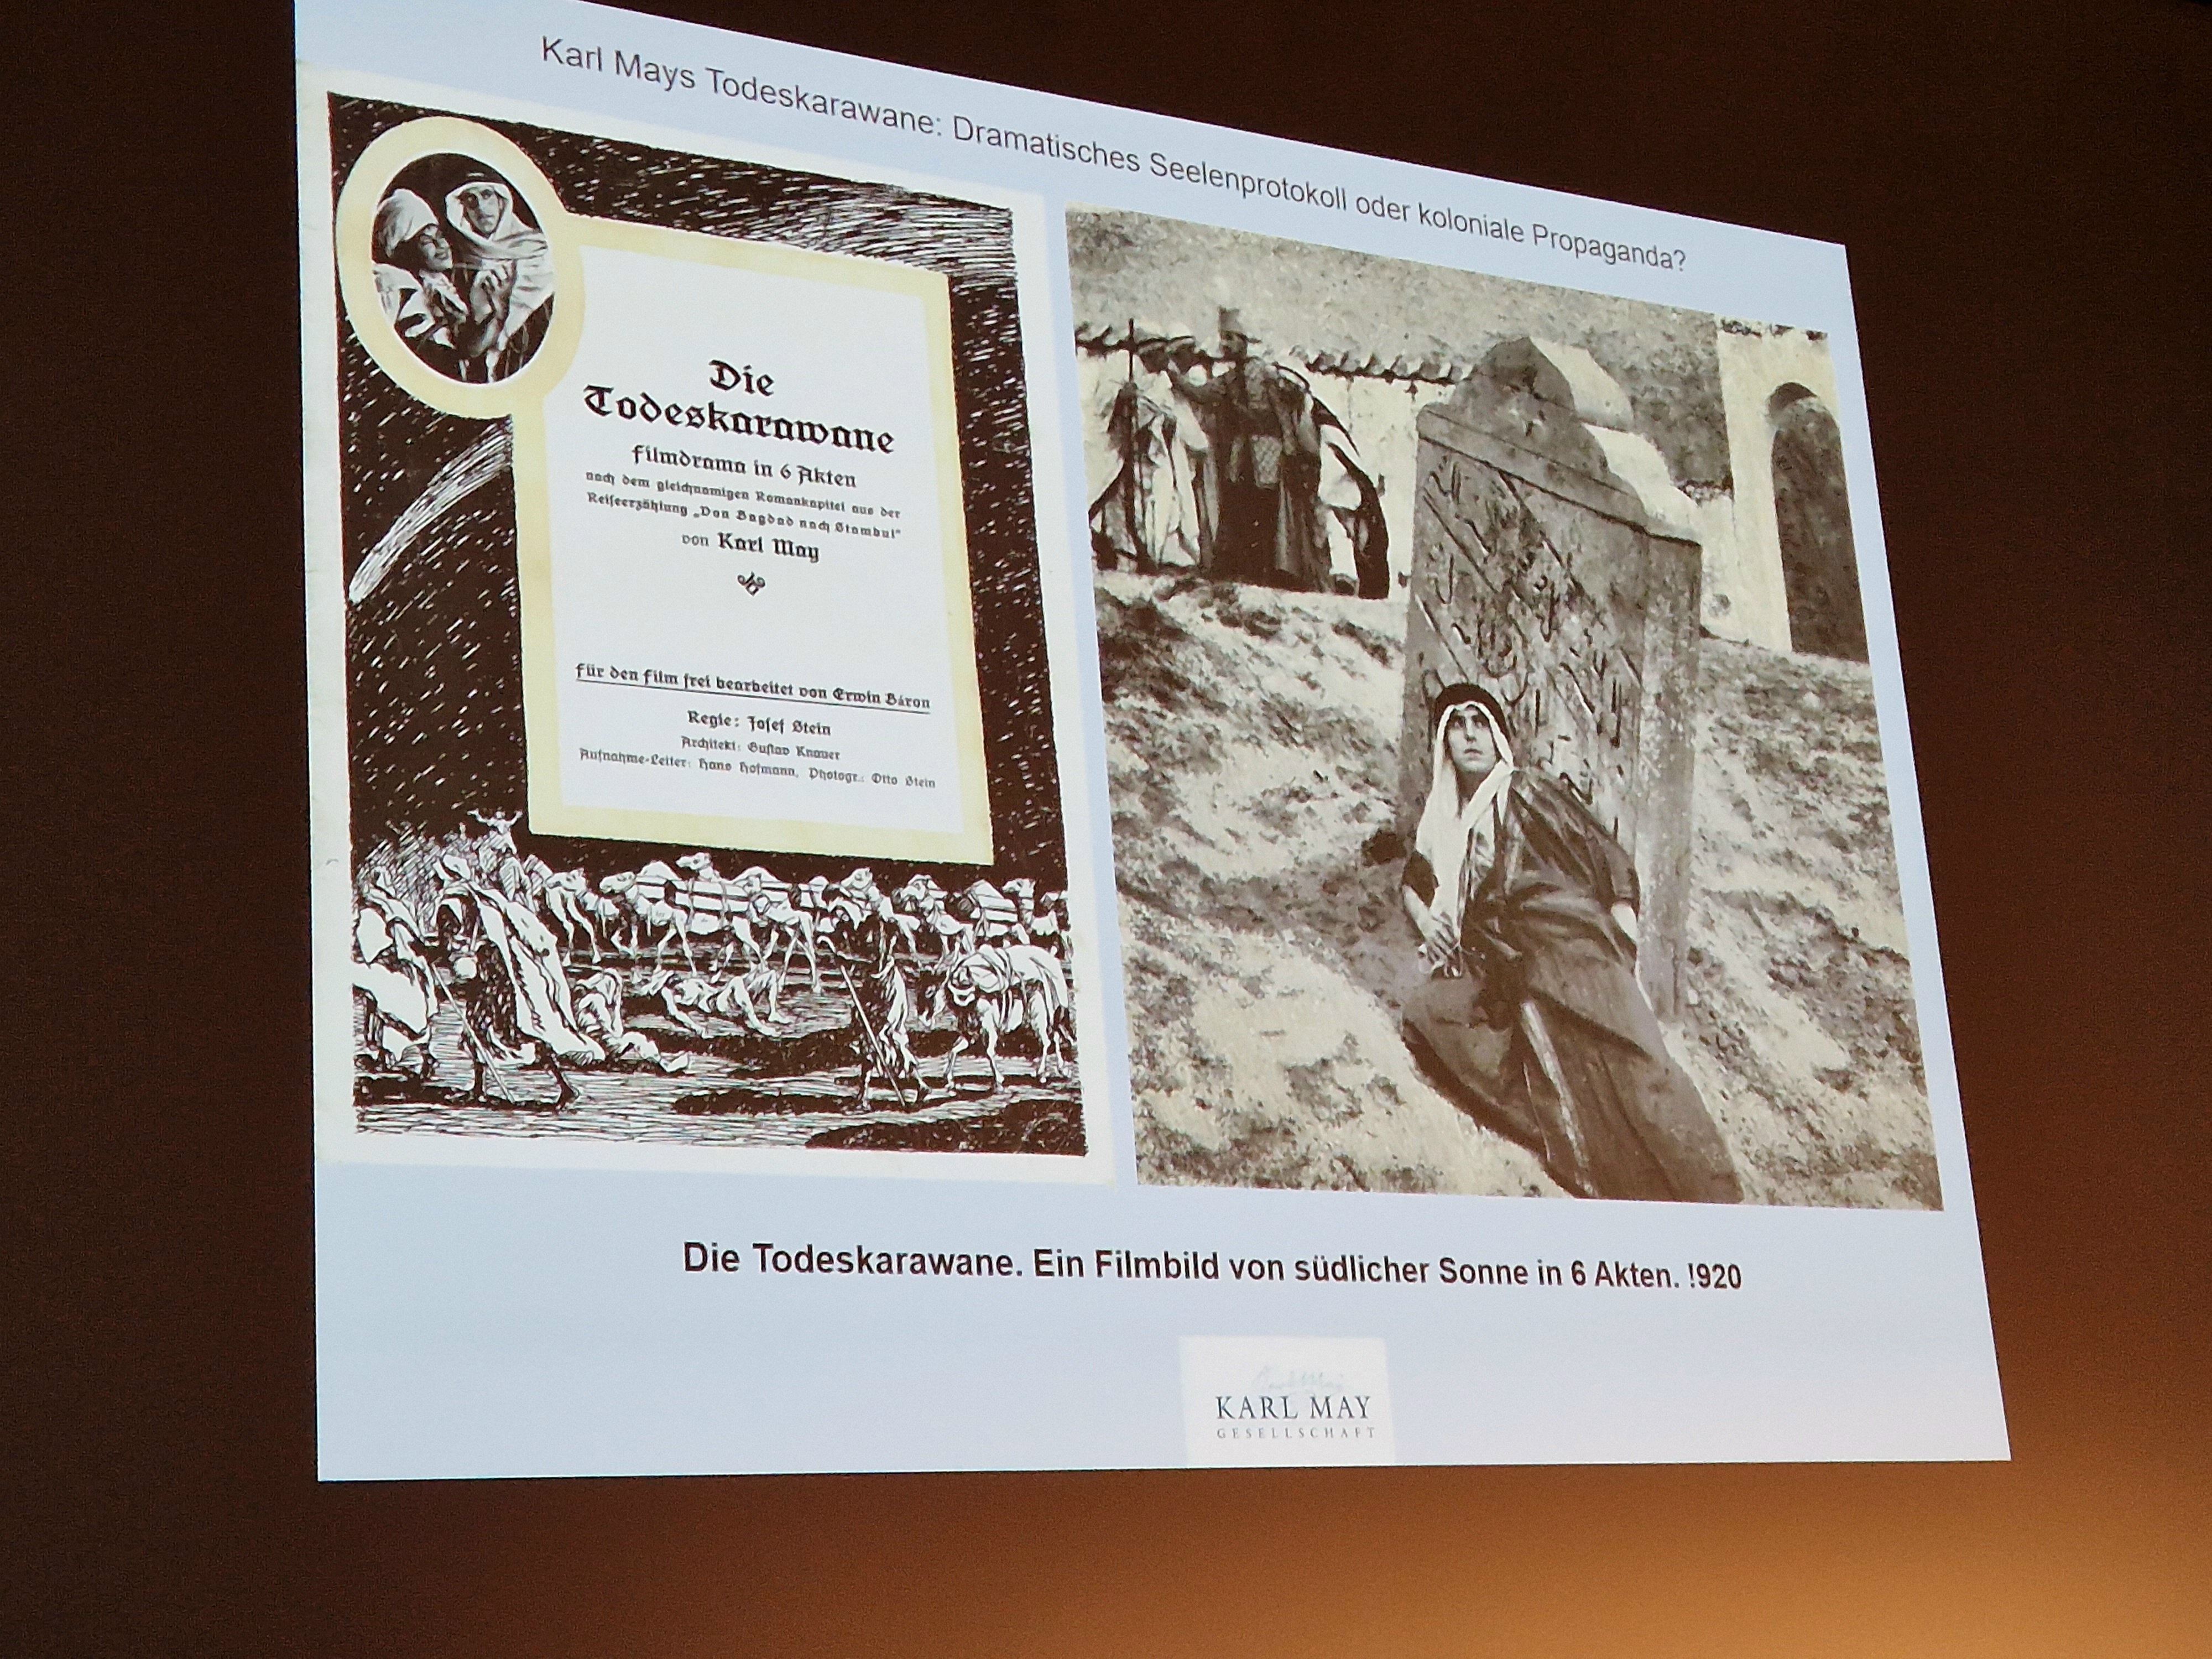 Karl Mays Todeskarawane: Dramatisches Seelenprotokoll oder koloniale Propaganda?
Die
Todeskarawane
Filmdrama in 6 Akten
nach dem gleichnamigen Romankapitel aus der
Reiseerzählung „Von Bagdad nach Stambul“
von Karl May
Für den Film frei bearbeitet von Erwin Báron
Regie: Josef Stein
Architekt: Gustav Knauer
Aufnahme-Leiter: Hans Hofmann, Photogr.: Otto Stein
Die Todeskarawane. Ein Filmbild von südlicher Sonne in 6 Akten. !920
KARL MAY
GESELLSCHAFT